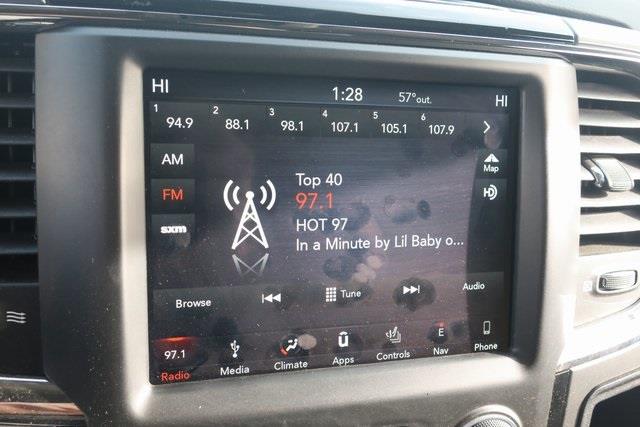 HI 1:28 57° out. HI
1 94.9 2 88.1 3 98.1 4 107.1 5 105.1 6 107.9
AM
Map
FM
sxm
Top 40
97.1
HOT 97
In a Minute by Lil Baby o...
Browse Tune Audio
97.1 E
Radio Media Climate Apps Controls Nav Phone